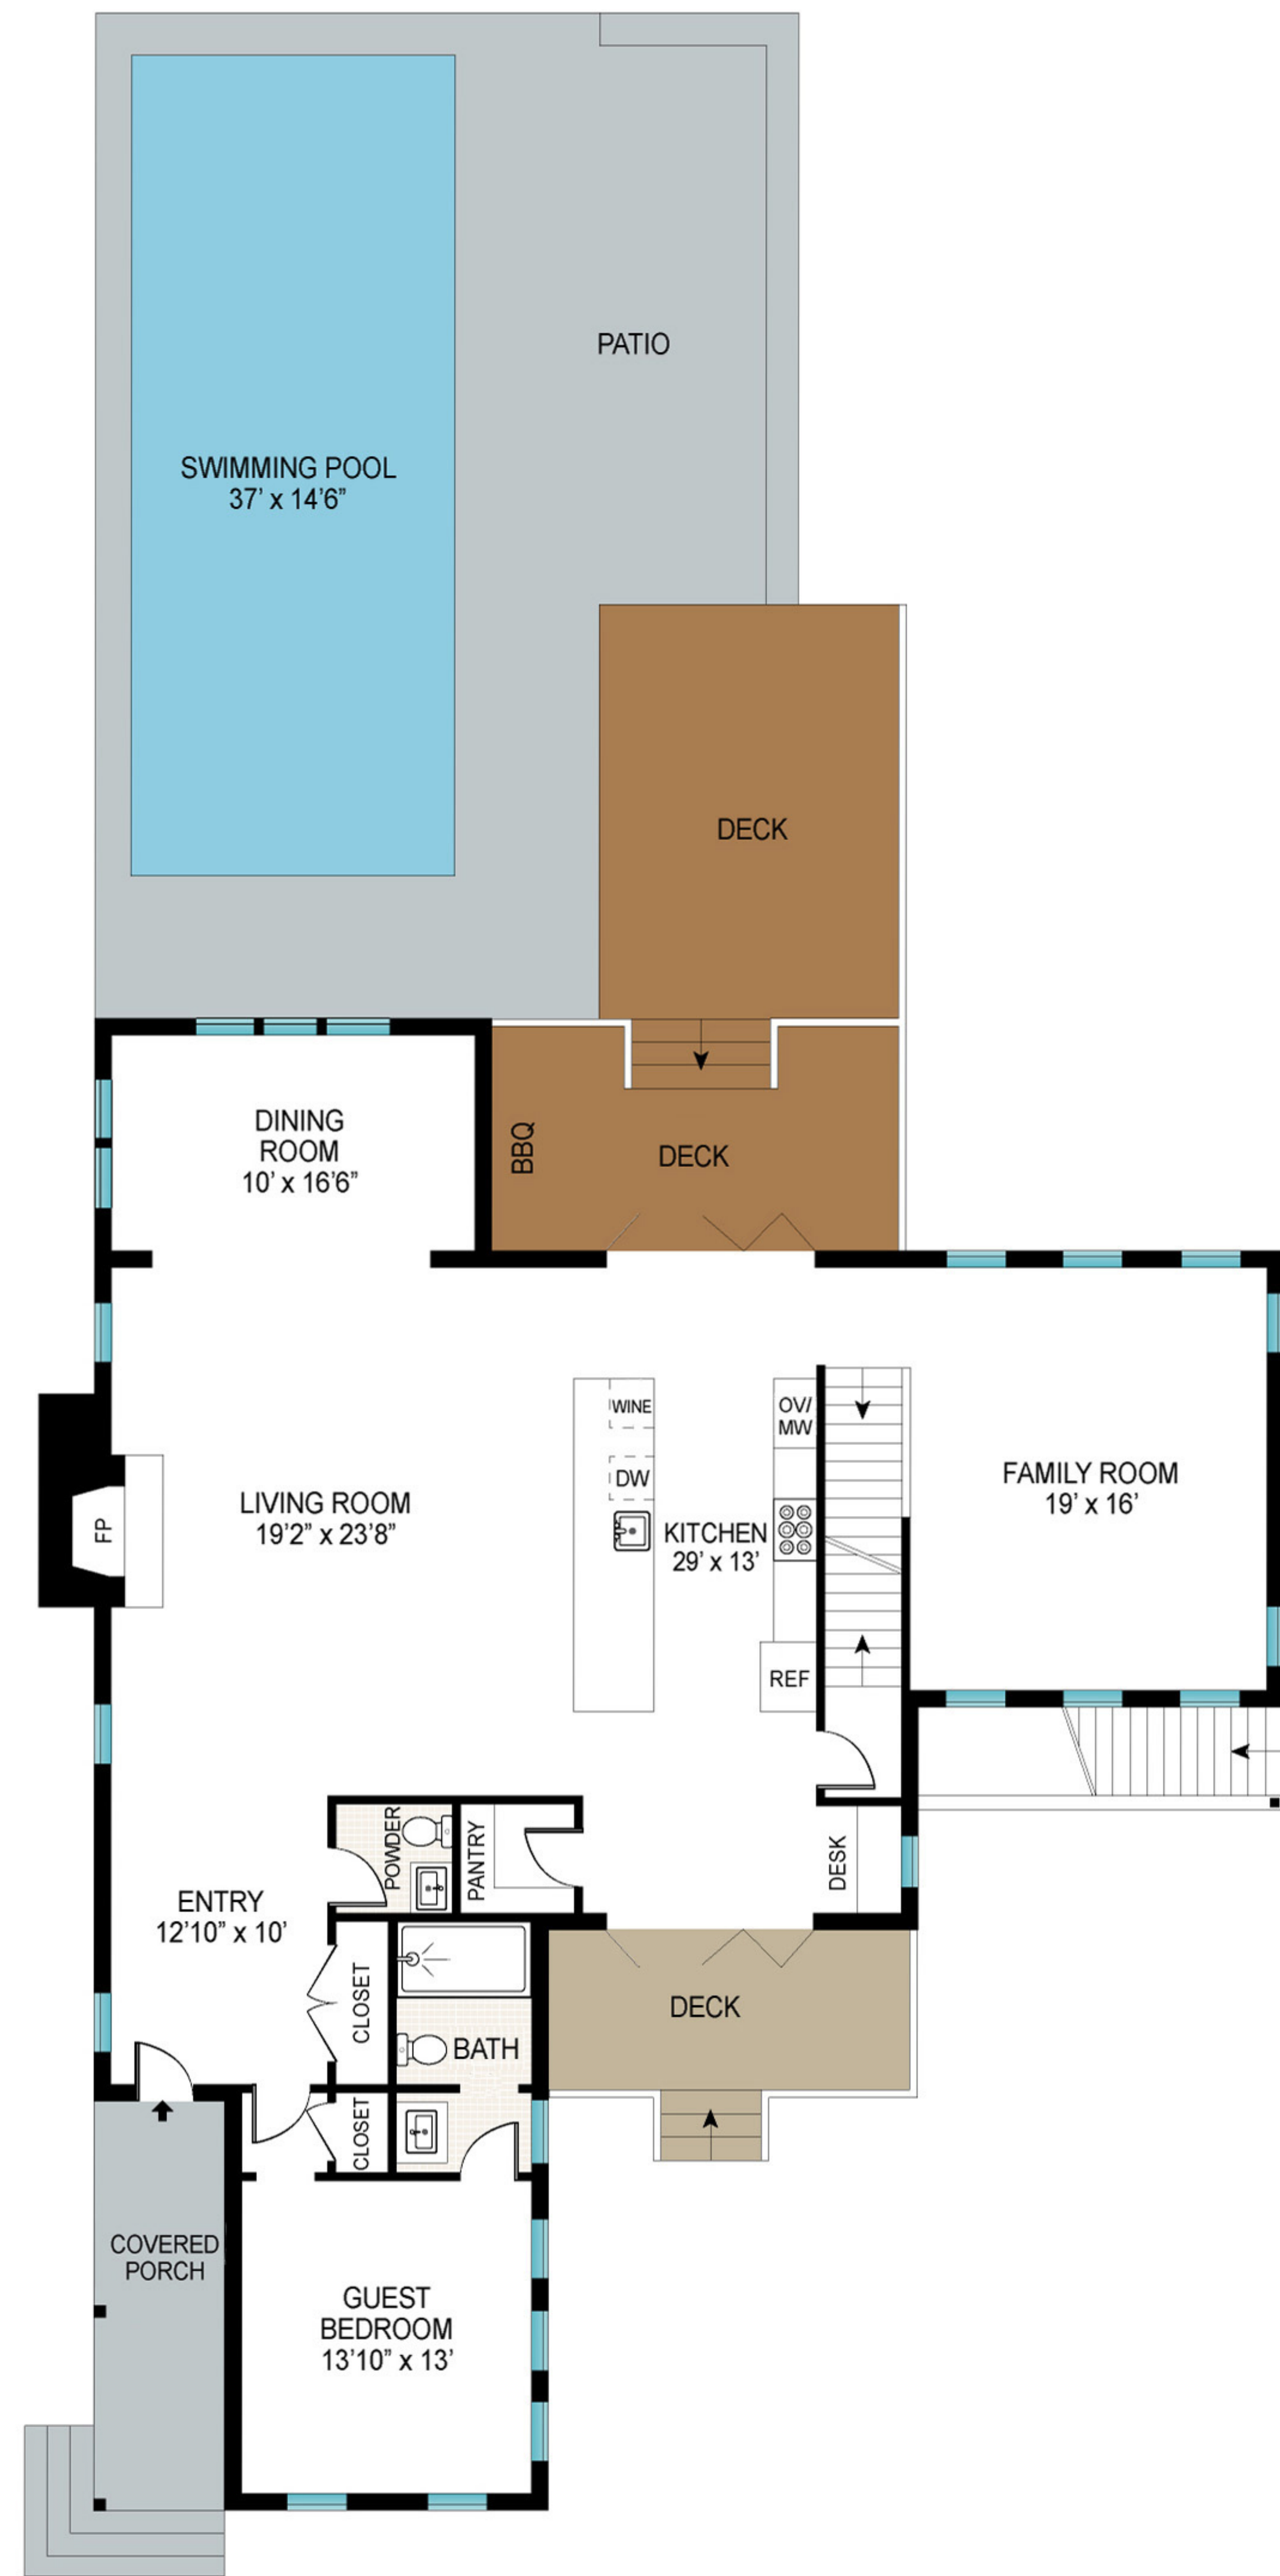 PATIO
SWIMMING POOL
37’ x 14’6”
DECK
DINING
ROOM
10’ x 16’6”
BBQ
DECK
WINE
OV/
MW
DW
FAMILY ROOM
19’ x 16’
LIVING ROOM
19’2” x 23’8”
FP
KITCHEN
29’ x 13’
REF
POWDER
PANTRY
DESK
ENTRY
12’10” x 10’
CLOSET
DECK
BATH
CLOSET
COVERED
PORCH
GUEST
BEDROOM
13’10” x 13’